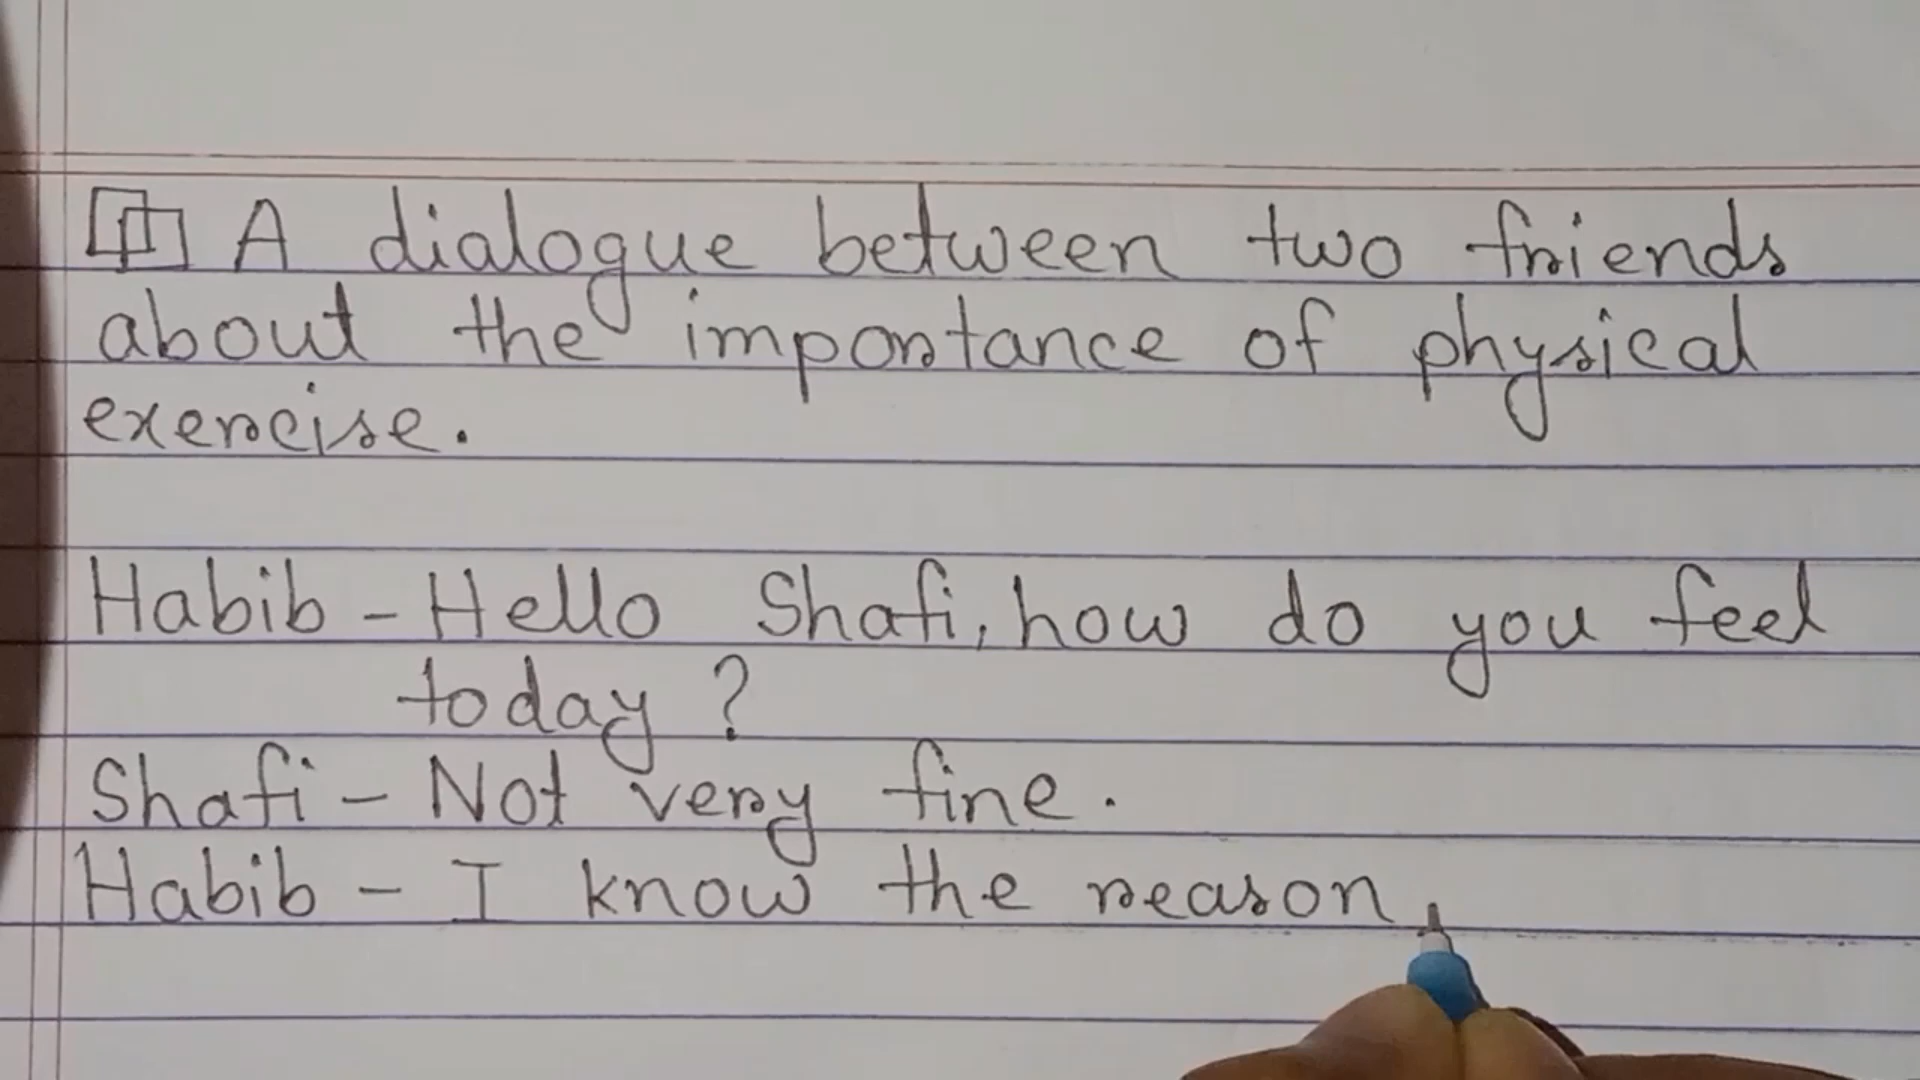 A dialogue between two friends
about the importance of physical
exercise.
Habib - Hello Shafi, how do you feel
today ?
Shafi - Not very fine.
Habib - I know the reason.